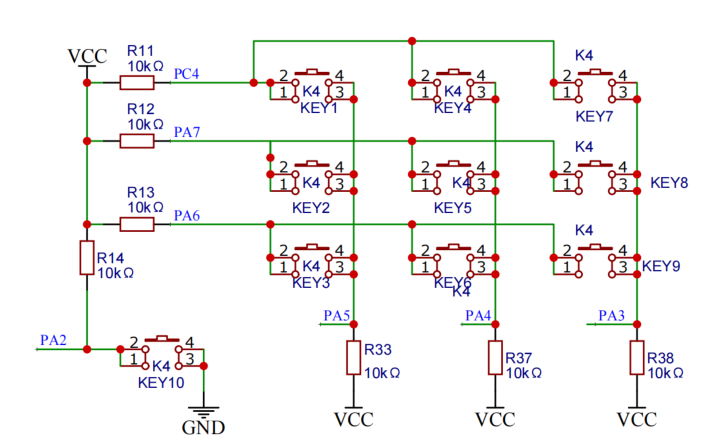 VCC
R11
10kΩ
PC4
2 4
1 K4 3
KEY1
2 4
1 K4 3
KEY4
K4
2 4
1 3
KEY7
R12
10kΩ
PA7
2 4
1 K4 3
KEY2
2 4
1 K4 3
KEY5
K4
2 4
1 3
KEY8
R13
10kΩ
PA6
2 4
1 K4 3
KEY3
2 4
1 3
KEY6
K4
K4
2 4
1 3
KEY9
R14
10kΩ
PA2
2 4
1 K4 3
KEY10
GND
PA5
R33
10kΩ
VCC
PA4
R37
10kΩ
VCC
PA3
R38
10kΩ
VCC